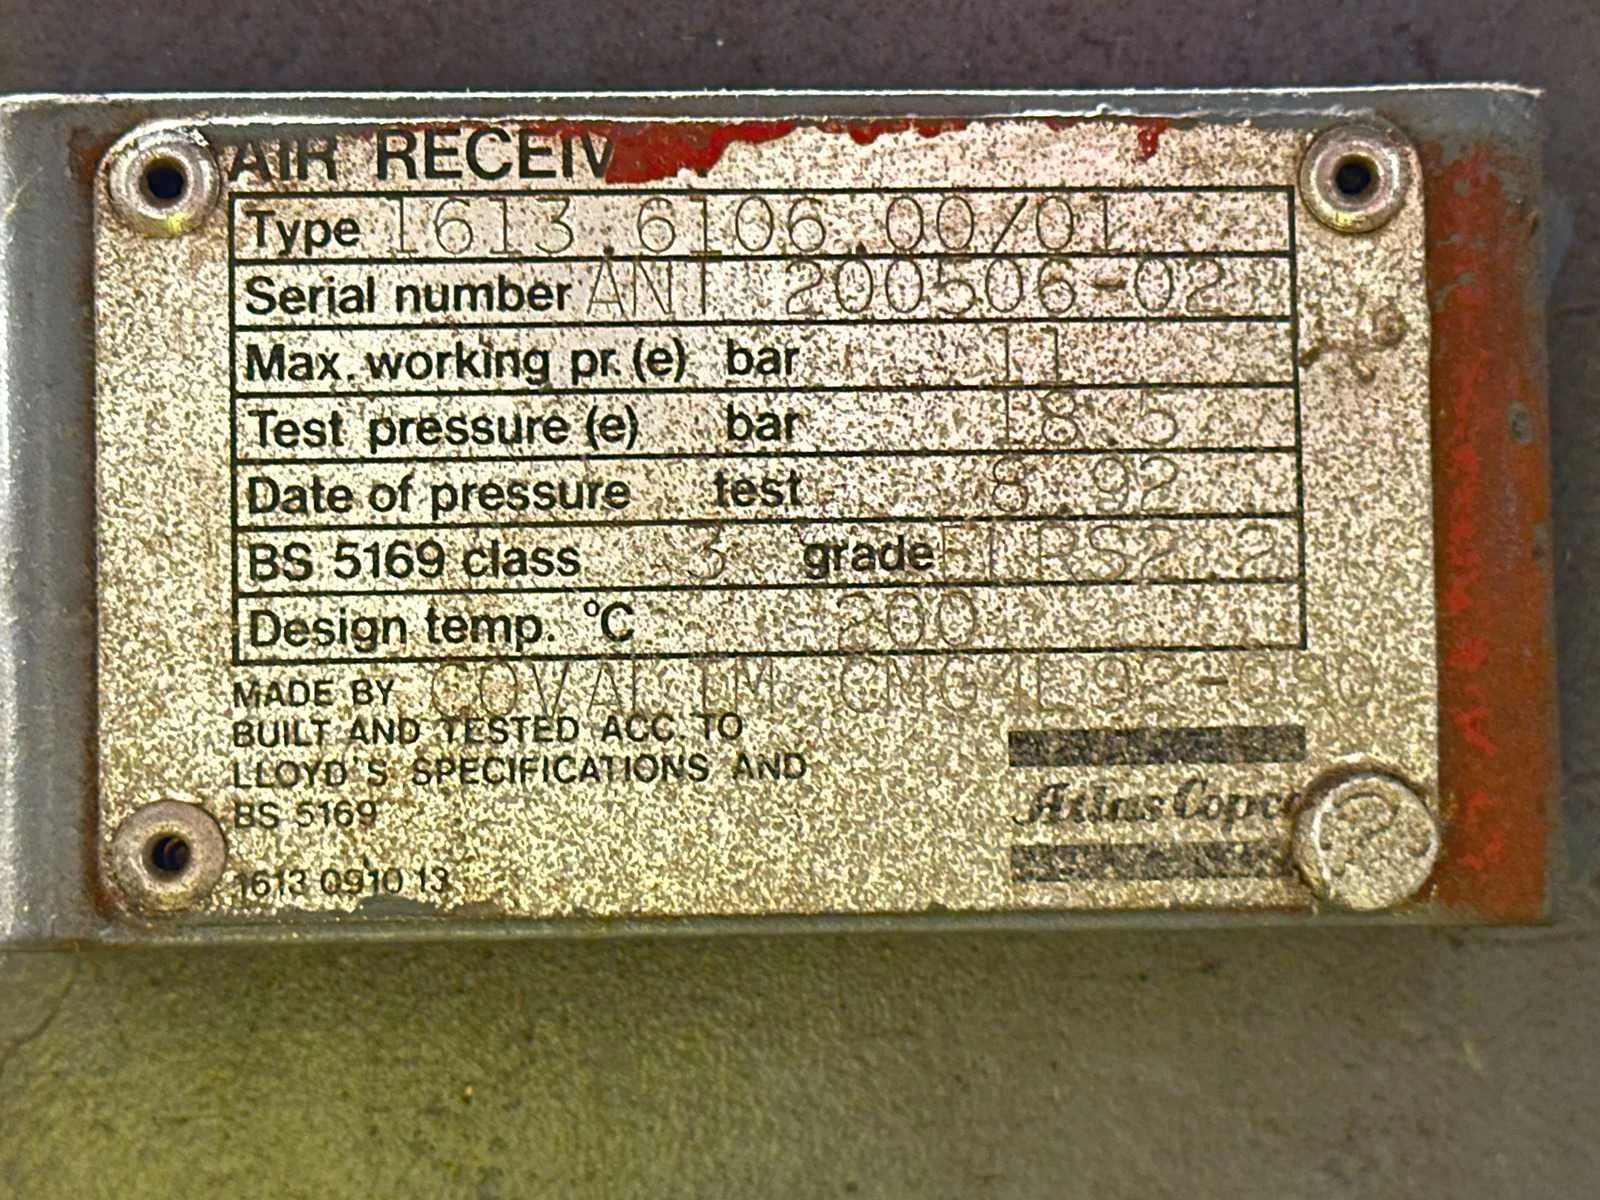 AIR RECEIV
Type 1613 6106 00/01
Serial number ANT 200506-02
Max. working pr. (e) bar 11
Test pressure (e) bar 18.5
Date of pressure test 8.92
BS 5169 class 3 grade
Design temp. °C 200
MADE BY
BUILT AND TESTED ACC. TO
LLOYD'S SPECIFICATIONS AND
BS 5169
Atlas Copco
1613 0910 13